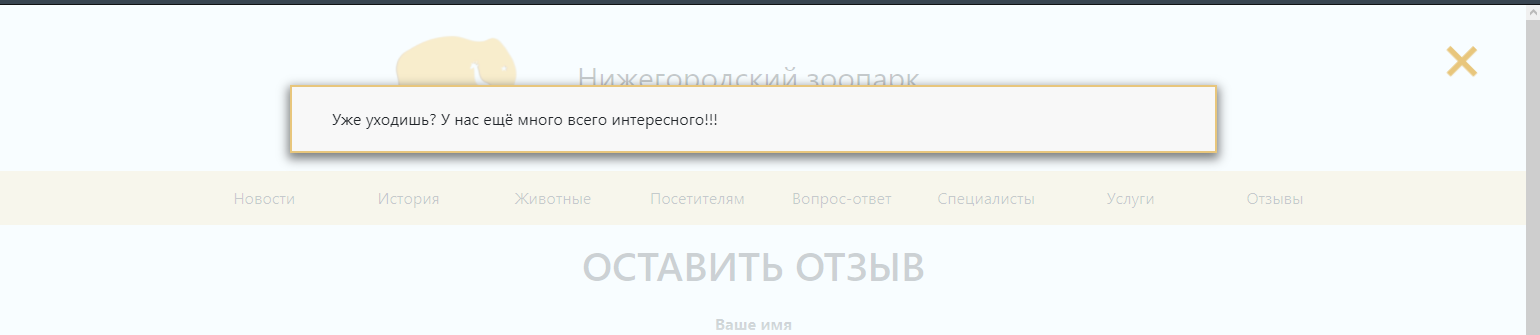 Нижегородский зоопарк
Уже уходишь? У нас ещё много всего интересного!!!
Новости История Животные Посетителям Вопрос-ответ Специалисты Услуги Отзывы
ОСТАВИТЬ ОТЗЫВ
Ваше имя